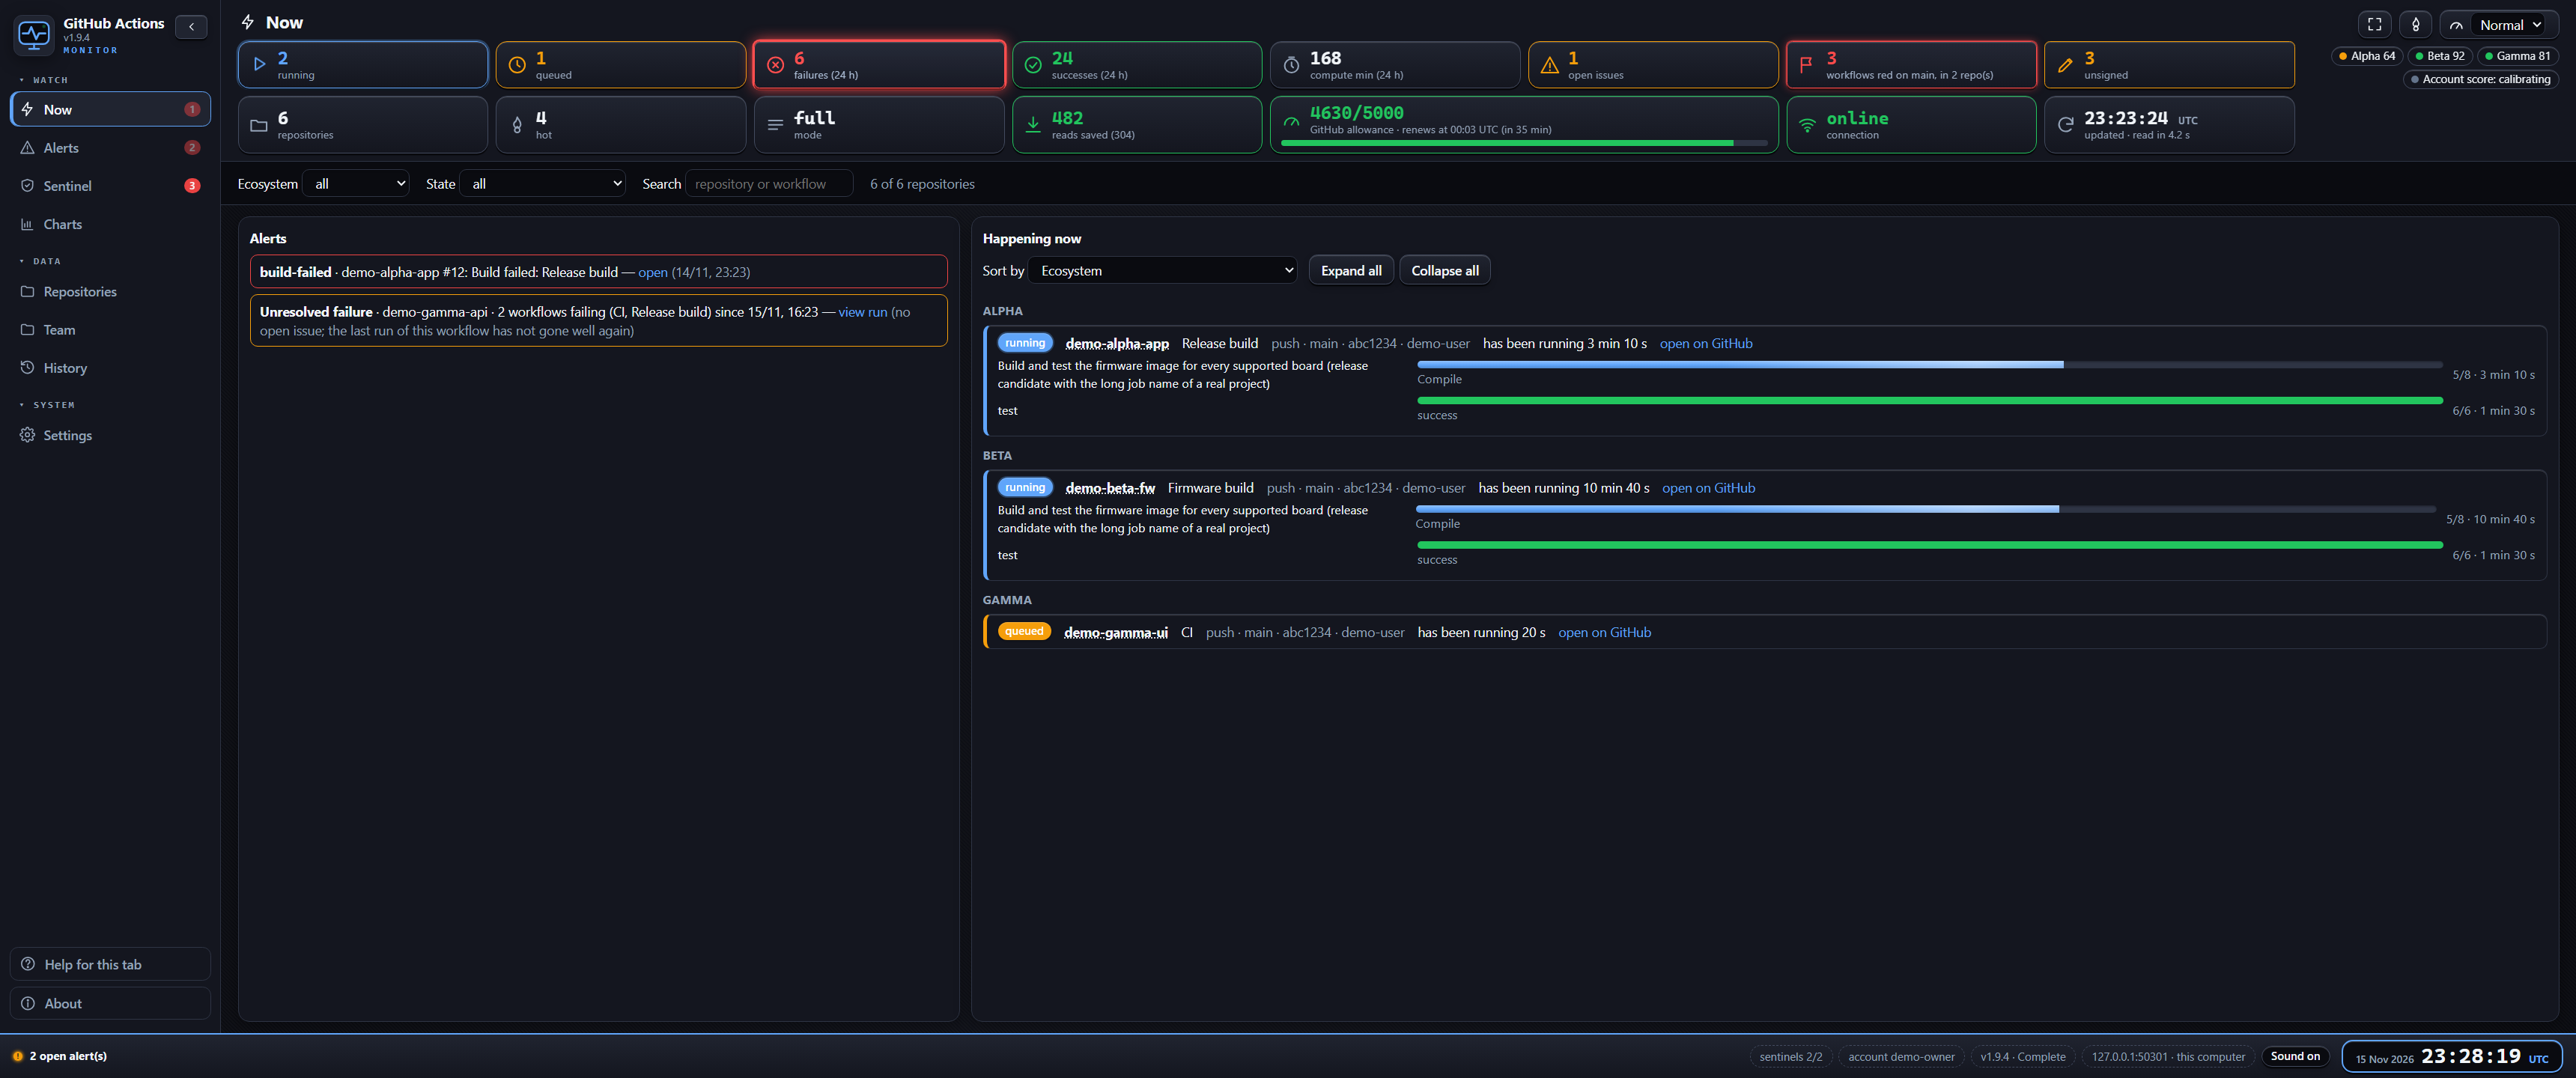 GitHub Actions
v1.9.4
MONITOR
WATCH
Now 1
Alerts 2
Sentinel 3
Charts
DATA
Repositories
Team
History
SYSTEM
Settings
Help for this tab
About
Now
Normal
2
running
1
queued
6
failures (24 h)
24
successes (24 h)
168
compute min (24 h)
1
open issues
3
workflows red on main, in 2 repo(s)
3
unsigned
Alpha 64 Beta 92 Gamma 81
Account score: calibrating
6
repositories
4
hot
full
mode
482
reads saved (304)
4630/5000
GitHub allowance · renews at 00:03 UTC (in 35 min)
online
connection
23:23:24 UTC
updated · read in 4.2 s
Ecosystem all State all Search repository or workflow 6 of 6 repositories
Alerts
build-failed · demo-alpha-app #12: Build failed: Release build — open (14/11, 23:23)
Unresolved failure · demo-gamma-api · 2 workflows failing (CI, Release build) since 15/11, 16:23 — view run (no
open issue; the last run of this workflow has not gone well again)
Happening now
Sort by Ecosystem Expand all Collapse all
ALPHA
running demo-alpha-app Release build push · main · abc1234 · demo-user has been running 3 min 10 s open on GitHub
Build and test the firmware image for every supported board (release
candidate with the long job name of a real project)
Compile
5/8 · 3 min 10 s
test
success
6/6 · 1 min 30 s
BETA
running demo-beta-fw Firmware build push · main · abc1234 · demo-user has been running 10 min 40 s open on GitHub
Build and test the firmware image for every supported board (release
candidate with the long job name of a real project)
Compile
5/8 · 10 min 40 s
test
success
6/6 · 1 min 30 s
GAMMA
queued demo-gamma-ui CI push · main · abc1234 · demo-user has been running 20 s open on GitHub
2 open alert(s)
sentinels 2/2 account demo-owner v1.9.4 · Complete 127.0.0.1:50301 · this computer Sound on 15 Nov 2026 23:28:19 UTC